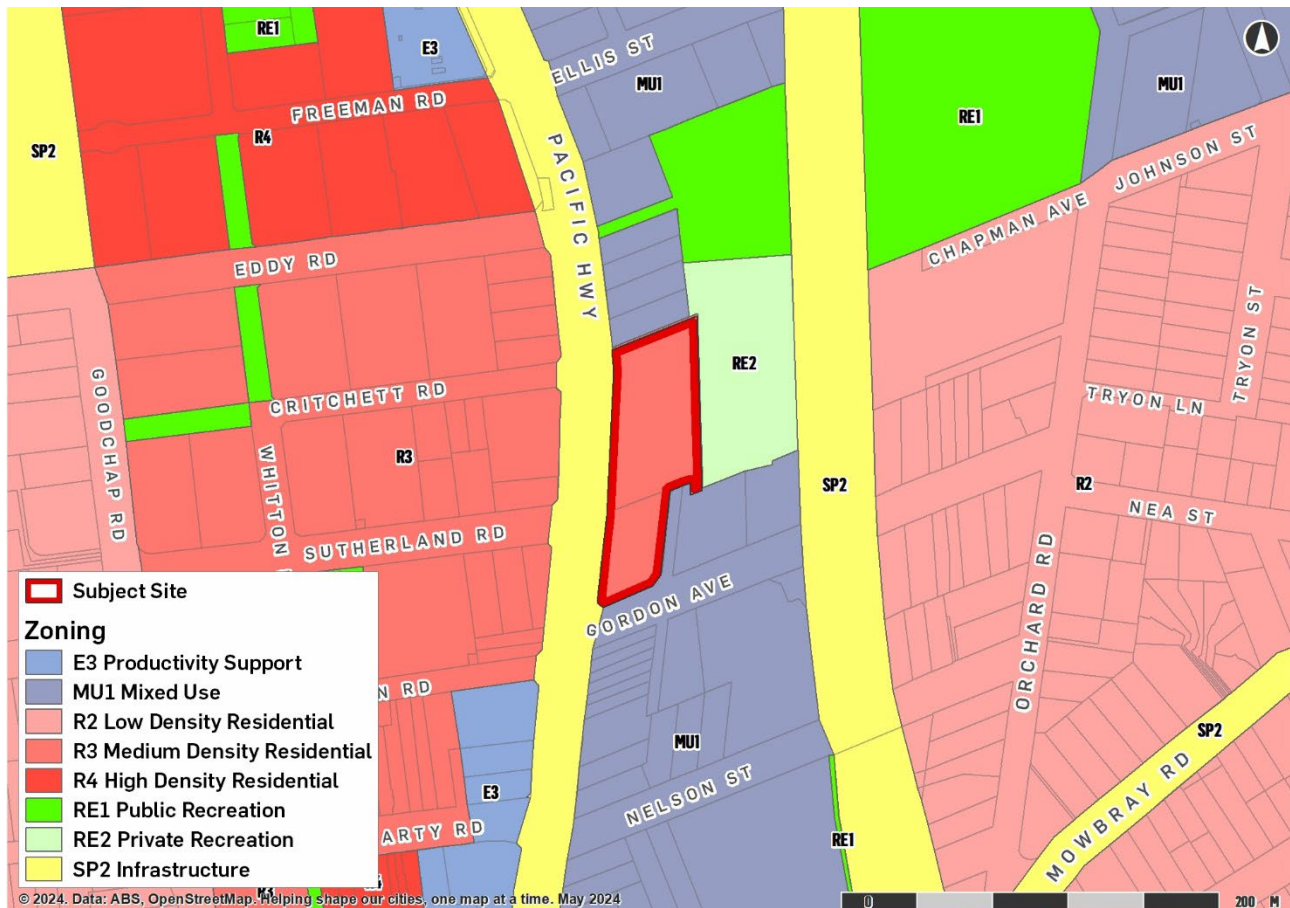 RE1
E3
ELLIS ST
MU1
MU1
FREEMAN RD
R4
SP2
RE1
PACIFIC HWY
JOHNSON ST
CHAPMAN AVE
EDDY RD
TRYON ST
GOODCHAP RD
CRITCHETT RD
RE2
TRYON LN
WHITTON
R3
SP2
R2
NEA ST
SUTHERLAND RD
ORCHARD RD
GORDON AVE
Subject Site
Zoning
E3 Productivity Support
MU1 Mixed Use
R2 Low Density Residential
R3 Medium Density Residential
R4 High Density Residential
RE1 Public Recreation
RE2 Private Recreation
SP2 Infrastructure
N RD
E3
MU1
SP2
NELSON ST
MOWBRAY RD
ARTY RD
RE1
R3
© 2024. Data: ABS, OpenStreetMap. Helping shape our cities, one map at a time. May 2024
0 200 M